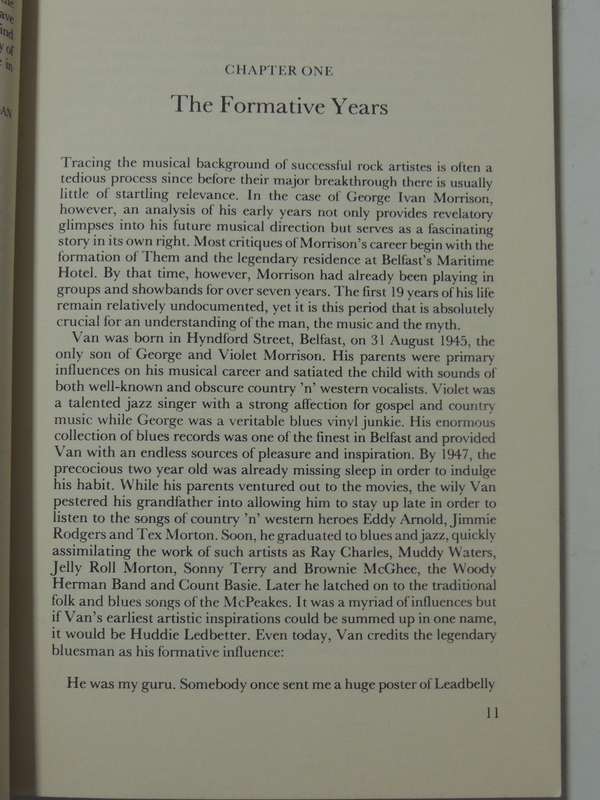 ave
ind
y of
e in
AN
CHAPTER ONE
The Formative Years
Tracing the musical background of successful rock artistes is often a
tedious process since before their major breakthrough there is usually
little of startling relevance. In the case of George Ivan Morrison,
however, an analysis of his early years not only provides revelatory
glimpses into his future musical direction but serves as a fascinating
story in its own right. Most critiques of Morrison's career begin with the
formation of Them and the legendary residence at Belfast's Maritime
Hotel. By that time, however, Morrison had already been playing in
groups and showbands for over seven years. The first 19 years of his life
remain relatively undocumented, yet it is this period that is absolutely
crucial for an understanding of the man, the music and the myth.
Van was born in Hyndford Street, Belfast, on 31 August 1945, the
only son of George and Violet Morrison. His parents were primary
influences on his musical career and satiated the child with sounds of
both well-known and obscure country 'n' western vocalists. Violet was
a talented jazz singer with a strong affection for gospel and country
music while George was a veritable blues vinyl junkie. His enormous
collection of blues records was one of the finest in Belfast and provided
Van with an endless sources of pleasure and inspiration. By 1947, the
precocious two year old was already missing sleep in order to indulge
his habit. While his parents ventured out to the movies, the wily Van
pestered his grandfather into allowing him to stay up late in order to
listen to the songs of country 'n' western heroes Eddy Arnold, Jimmie
Rodgers and Tex Morton. Soon, he graduated to blues and jazz, quickly
assimilating the work of such artists as Ray Charles, Muddy Waters,
Jelly Roll Morton, Sonny Terry and Brownie McGhee, the Woody
Herman Band and Count Basie. Later he latched on to the traditional
folk and blues songs of the McPeakes. It was a myriad of influences but
if Van's earliest artistic inspirations could be summed up in one name,
it would be Huddie Ledbetter. Even today, Van credits the legendary
bluesman as his formative influence:
He was my guru. Somebody once sent me a huge poster of Leadbelly
11